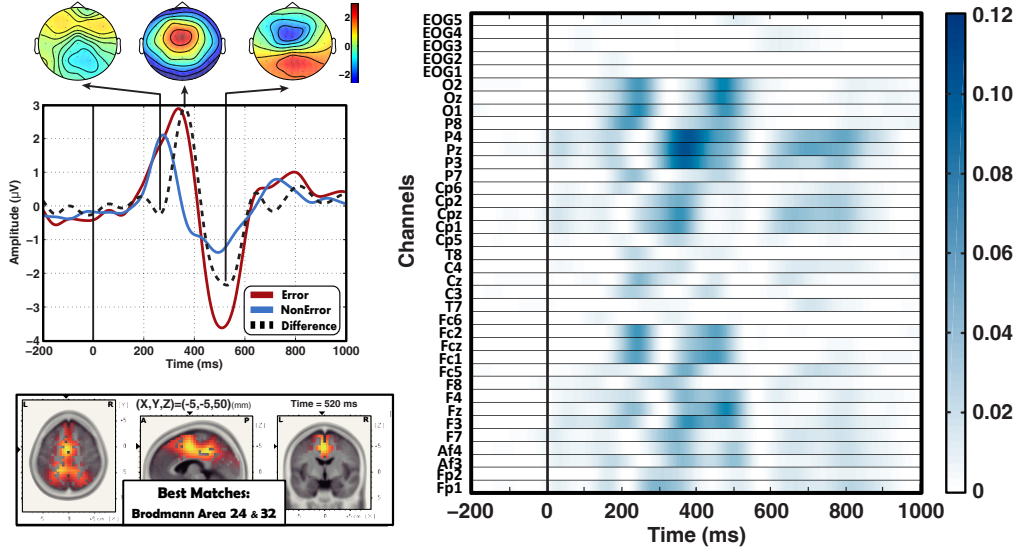 3
2
0
−2
3
2
1
0
−1
−2
−3
−4
−200
0
200
400
600
800
1000
Amplitude (μV)
Time (ms)
Error
NonError
Difference
(X,Y,Z)=(-5,-5,50)(mm)
Time = 520 ms
L R
A P
L R
Best Matches:
Brodmann Area 24 & 32
Channels
EOG5
EOG4
EOG3
EOG2
EOG1
O2
Oz
O1
P8
P4
Pz
P3
P7
Cp6
Cp2
Cpz
Cp1
Cp5
T8
C4
Cz
C3
T7
Fc6
Fc2
Fcz
Fc1
Fc5
F8
F4
Fz
F3
F7
Af4
Af3
Fp2
Fp1
−200 0 200 400 600 800 1000
Time (ms)
0.12
0.10
0.08
0.06
0.04
0.02
0